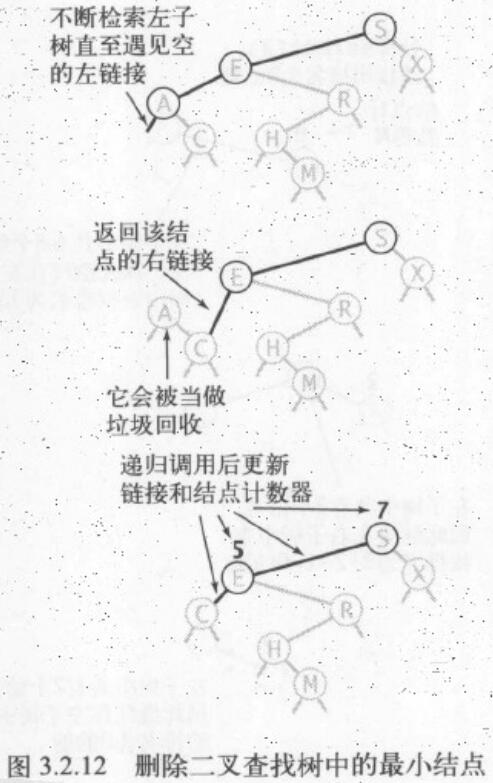 不断检索左子
树直至遇见空
的左链接
S
E
X
A
R
C
H
M
返回该结
点的右链接
S
E
X
A
R
C
H
M
它会被当做
垃圾回收
递归调用后更新
链接和结点计数器
7
5
S
E
X
C
R
H
M
图 3.2.12 删除二叉查找树中的最小结点